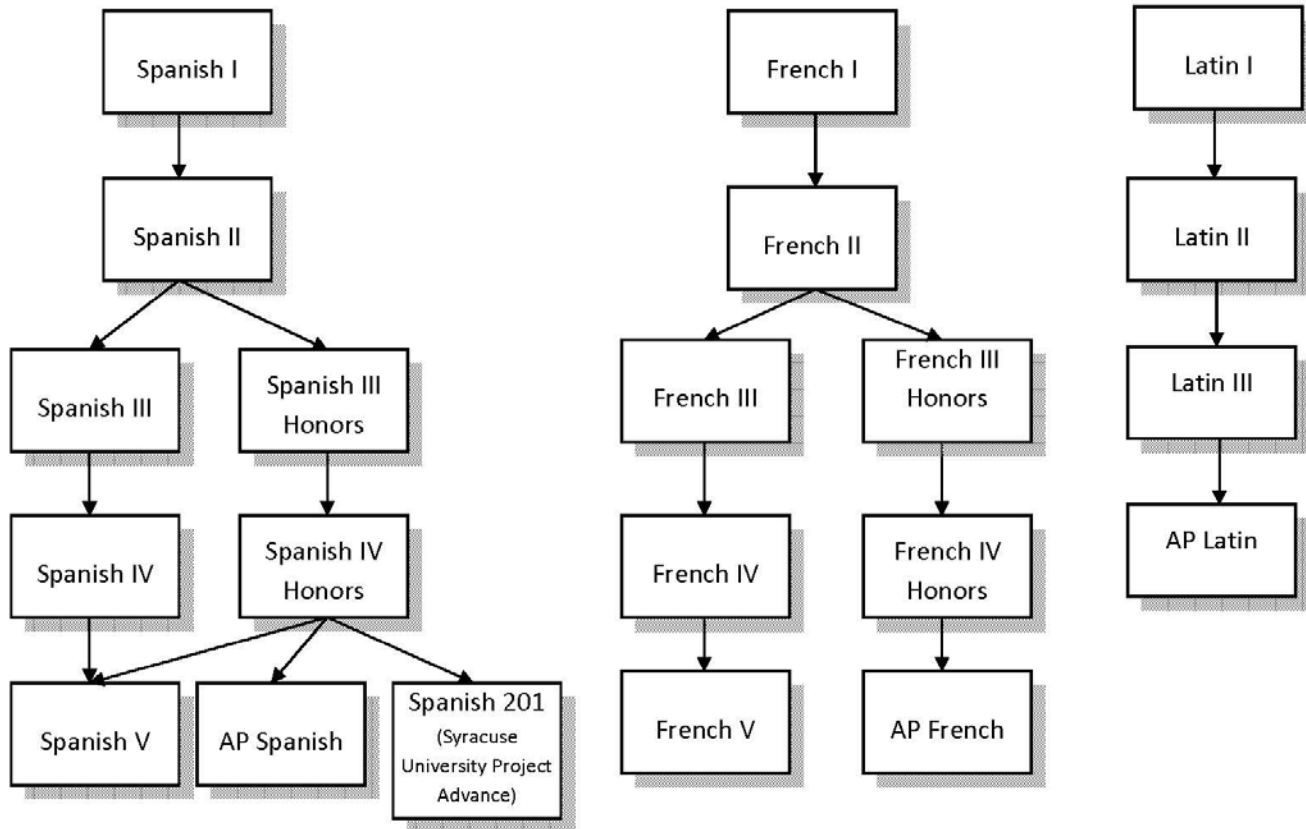 Spanish I
French I
Latin I
Spanish II
French II
Latin II
Spanish III
Spanish III
Honors
French III
French III
Honors
Latin III
Spanish IV
Spanish IV
Honors
French IV
French IV
Honors
AP Latin
Spanish V
AP Spanish
Spanish 201
(Syracuse
University Project
Advance)
French V
AP French